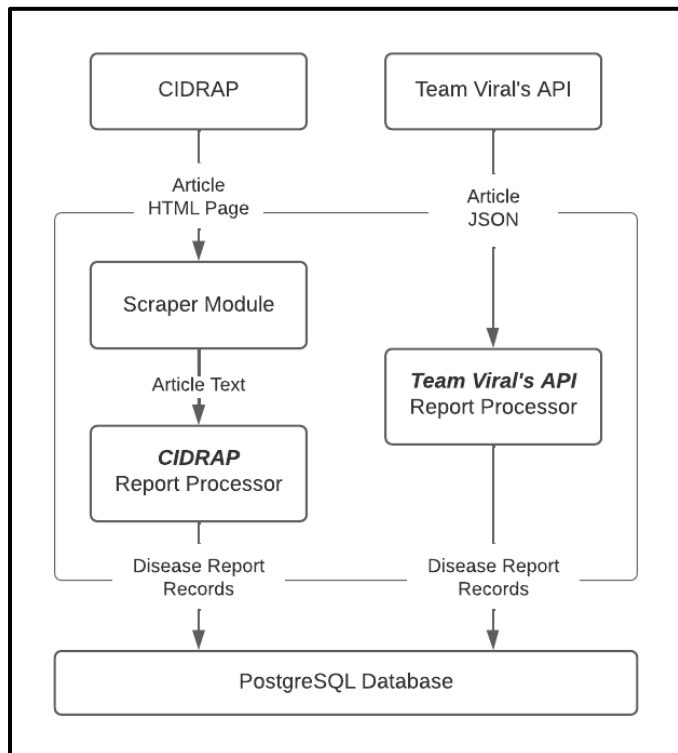 CIDRAP
Team Viral's API
Article
HTML Page
Article
JSON
Scraper Module
Article Text
Team Viral's API
Report Processor
CIDRAP
Report Processor
Disease Report
Records
Disease Report
Records
PostgreSQL Database